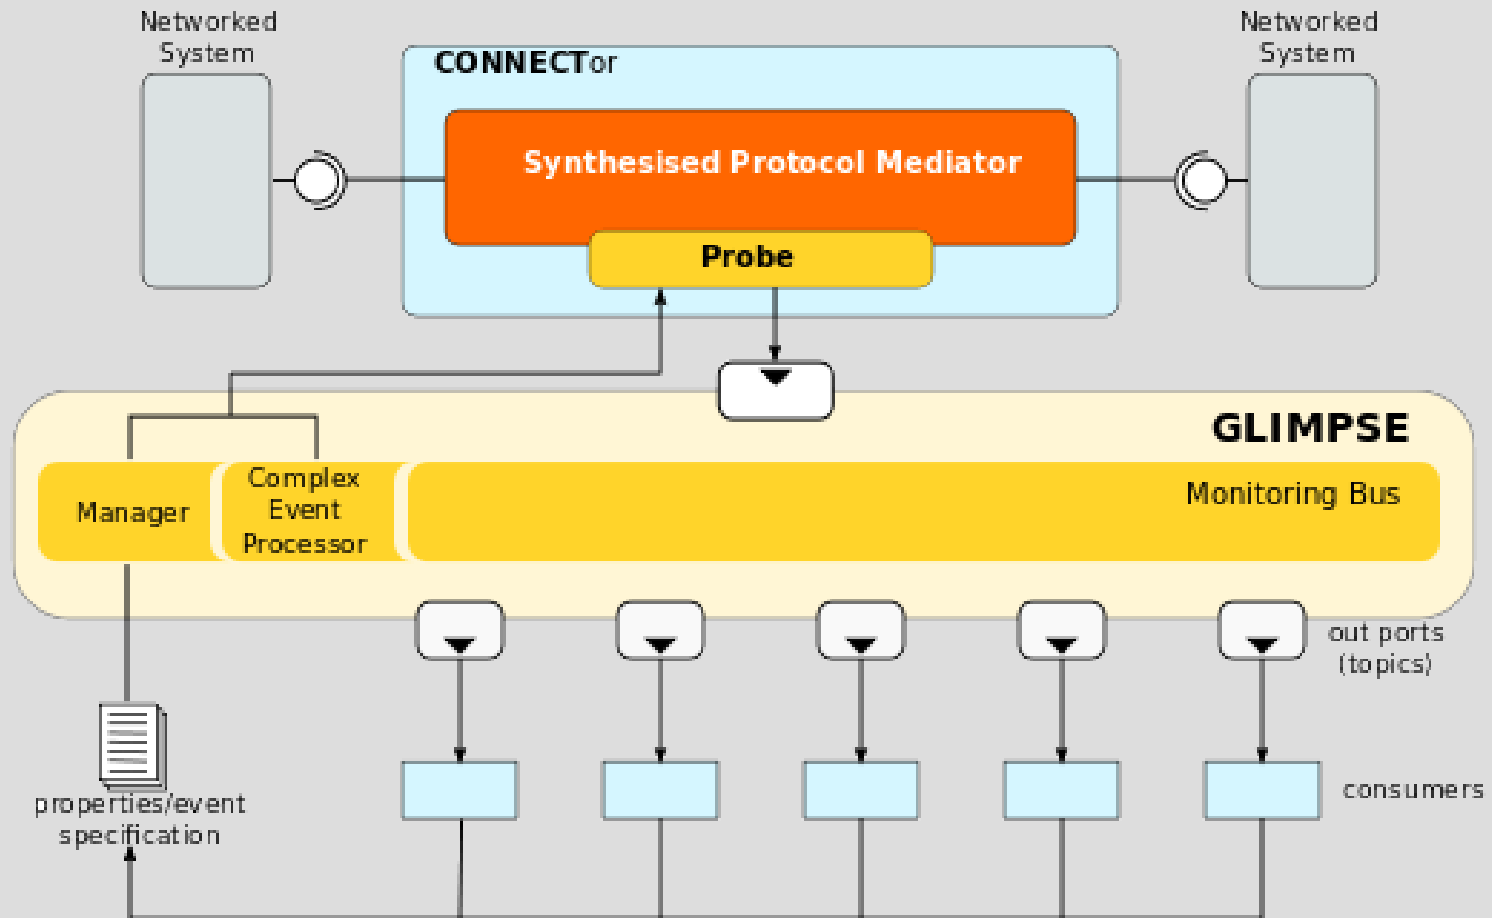 Networked
System
Networked
System
CONNECTor
Synthesised Protocol Mediator
Probe
GLIMPSE
Manager
Complex
Event
Processor
Monitoring Bus
out ports
(topics)
properties/event
specification
consumers